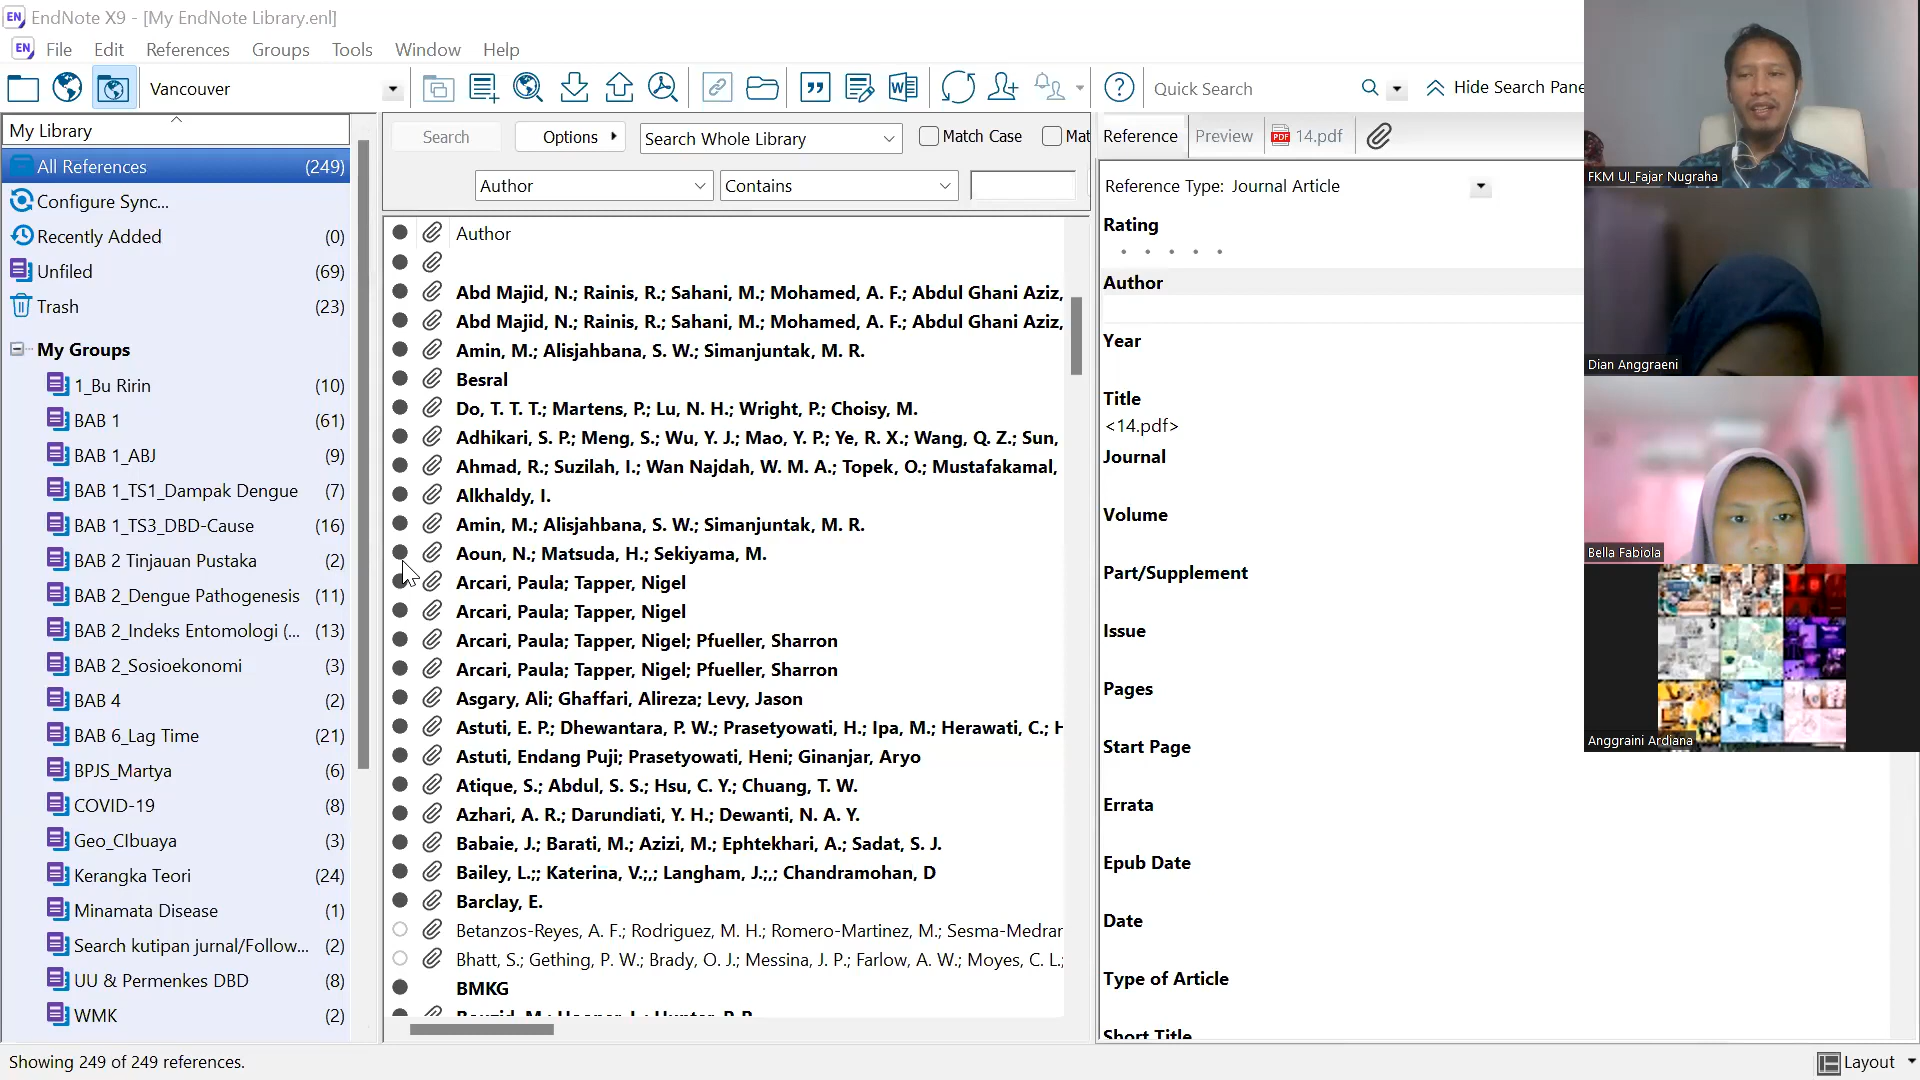 EndNote X9 - [My EndNote Library.enl]
File Edit References Groups Tools Window Help
Vancouver
Quick Search
Hide Search Pane
My Library
All References (249)
Configure Sync...
Recently Added (0)
Unfiled (69)
Trash (23)
My Groups
1_Bu Ririn (10)
BAB 1 (61)
BAB 1_ABJ (9)
BAB 1_TS1_Dampak Dengue (7)
BAB 1_TS3_DBD-Cause (16)
BAB 2 Tinjauan Pustaka (2)
BAB 2_Dengue Pathogenesis (11)
BAB 2_Indeks Entomologi (... (13)
BAB 2_Sosioekonomi (3)
BAB 4 (2)
BAB 6_Lag Time (21)
BPJS_Martya (6)
COVID-19 (8)
Geo_CIbuaya (3)
Kerangka Teori (24)
Minamata Disease (1)
Search kutipan jurnal/Follow... (2)
UU & Permenkes DBD (8)
WMK (2)
Search Options Search Whole Library Match Case Mat
Author Contains
Author
Abd Majid, N.; Rainis, R.; Sahani, M.; Mohamed, A. F.; Abdul Ghani Aziz,
Abd Majid, N.; Rainis, R.; Sahani, M.; Mohamed, A. F.; Abdul Ghani Aziz,
Amin, M.; Alisjahbana, S. W.; Simanjuntak, M. R.
Besral
Do, T. T. T.; Martens, P.; Lu, N. H.; Wright, P.; Choisy, M.
Adhikari, S. P.; Meng, S.; Wu, Y. J.; Mao, Y. P.; Ye, R. X.; Wang, Q. Z.; Sun,
Ahmad, R.; Suzilah, I.; Wan Najdah, W. M. A.; Topek, O.; Mustafakamal,
Alkhaldy, I.
Amin, M.; Alisjahbana, S. W.; Simanjuntak, M. R.
Aoun, N.; Matsuda, H.; Sekiyama, M.
Arcari, Paula; Tapper, Nigel
Arcari, Paula; Tapper, Nigel
Arcari, Paula; Tapper, Nigel; Pfueller, Sharron
Arcari, Paula; Tapper, Nigel; Pfueller, Sharron
Asgary, Ali; Ghaffari, Alireza; Levy, Jason
Astuti, E. P.; Dhewantara, P. W.; Prasetyowati, H.; Ipa, M.; Herawati, C.; H
Astuti, Endang Puji; Prasetyowati, Heni; Ginanjar, Aryo
Atique, S.; Abdul, S. S.; Hsu, C. Y.; Chuang, T. W.
Azhari, A. R.; Darundiati, Y. H.; Dewanti, N. A. Y.
Babaie, J.; Barati, M.; Azizi, M.; Ephtekhari, A.; Sadat, S. J.
Bailey, L.;; Katerina, V.;,; Langham, J.;,; Chandramohan, D
Barclay, E.
Betanzos-Reyes, A. F.; Rodriguez, M. H.; Romero-Martinez, M.; Sesma-Medrar
Bhatt, S.; Gething, P. W.; Brady, O. J.; Messina, J. P.; Farlow, A. W.; Moyes, C. L.;
BMKG
Reference Preview 14.pdf
Reference Type: Journal Article
Rating
Author
Year
Title
<14.pdf>
Journal
Volume
Part/Supplement
Issue
Pages
Start Page
Errata
Epub Date
Date
Type of Article
Short Title
FKM UI_Fajar Nugraha
Dian Anggraeni
Bella Fabiola
Anggraini Ardiana
Showing 249 of 249 references.
Layout